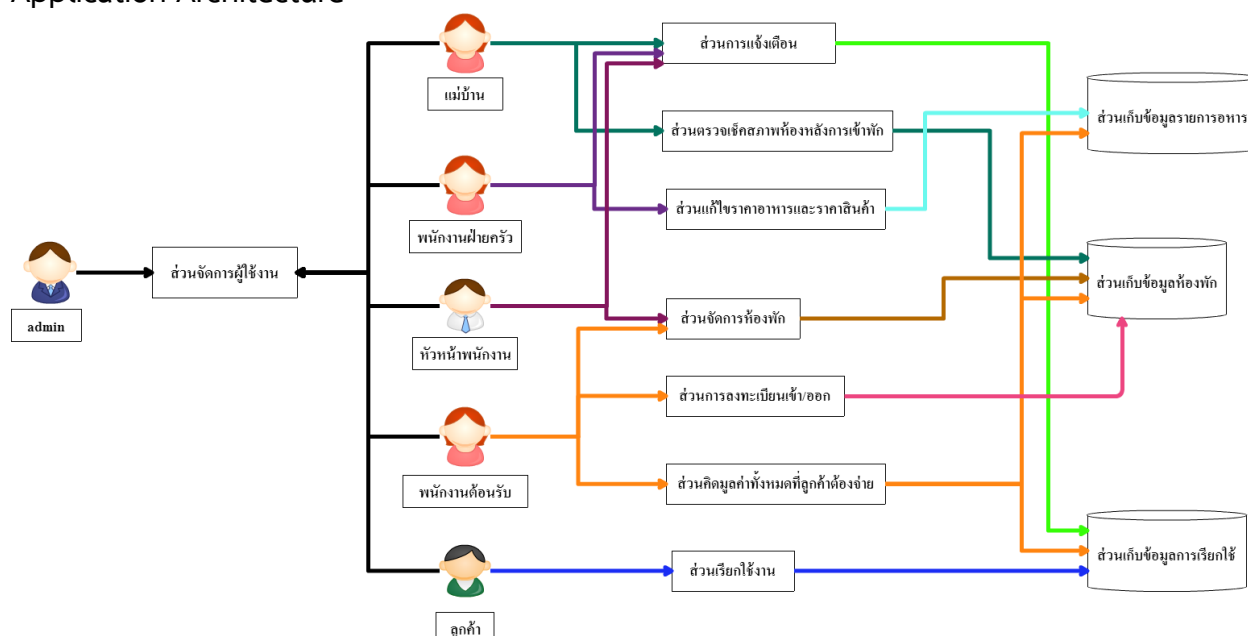 Application Architecture
ส่วนการแจ้งเตือน
แม่บ้าน
ส่วนเก็บข้อมูลรายการอาหาร
ส่วนตรวจเช็คสภาพห้องหลังการเข้าพัก
ส่วนแก้ไขราคาอาหารและราคาสินค้า
พนักงานฝ่ายครัว
ส่วนจัดการผู้ใช้งาน
ส่วนเก็บข้อมูลห้องพัก
admin
ส่วนจัดการห้องพัก
หัวหน้าพนักงาน
ส่วนการลงทะเบียนเข้า/ออก
ส่วนคิดมูลค่าทั้งหมดที่ลูกค้าต้องจ่าย
พนักงานต้อนรับ
ส่วนเก็บข้อมูลการเรียกใช้
ส่วนเรียกใช้งาน
ลูกค้า